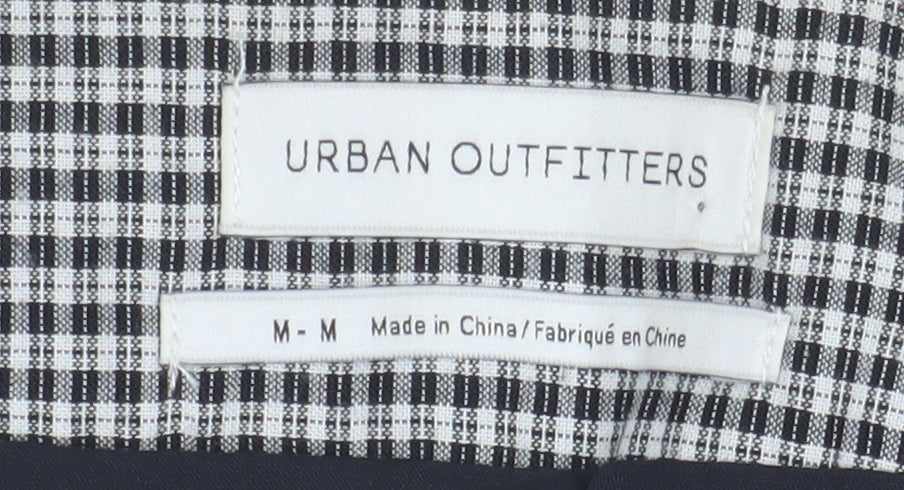 URBAN OUTFITTERS
M - M Made in China / Fabriqué en Chine